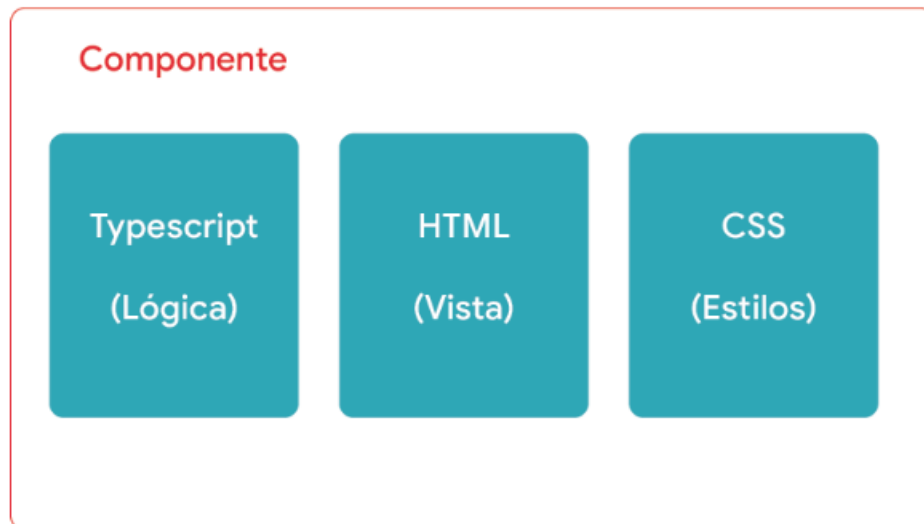 Componente
Typescript
(Lógica)
HTML
(Vista)
CSS
(Estilos)